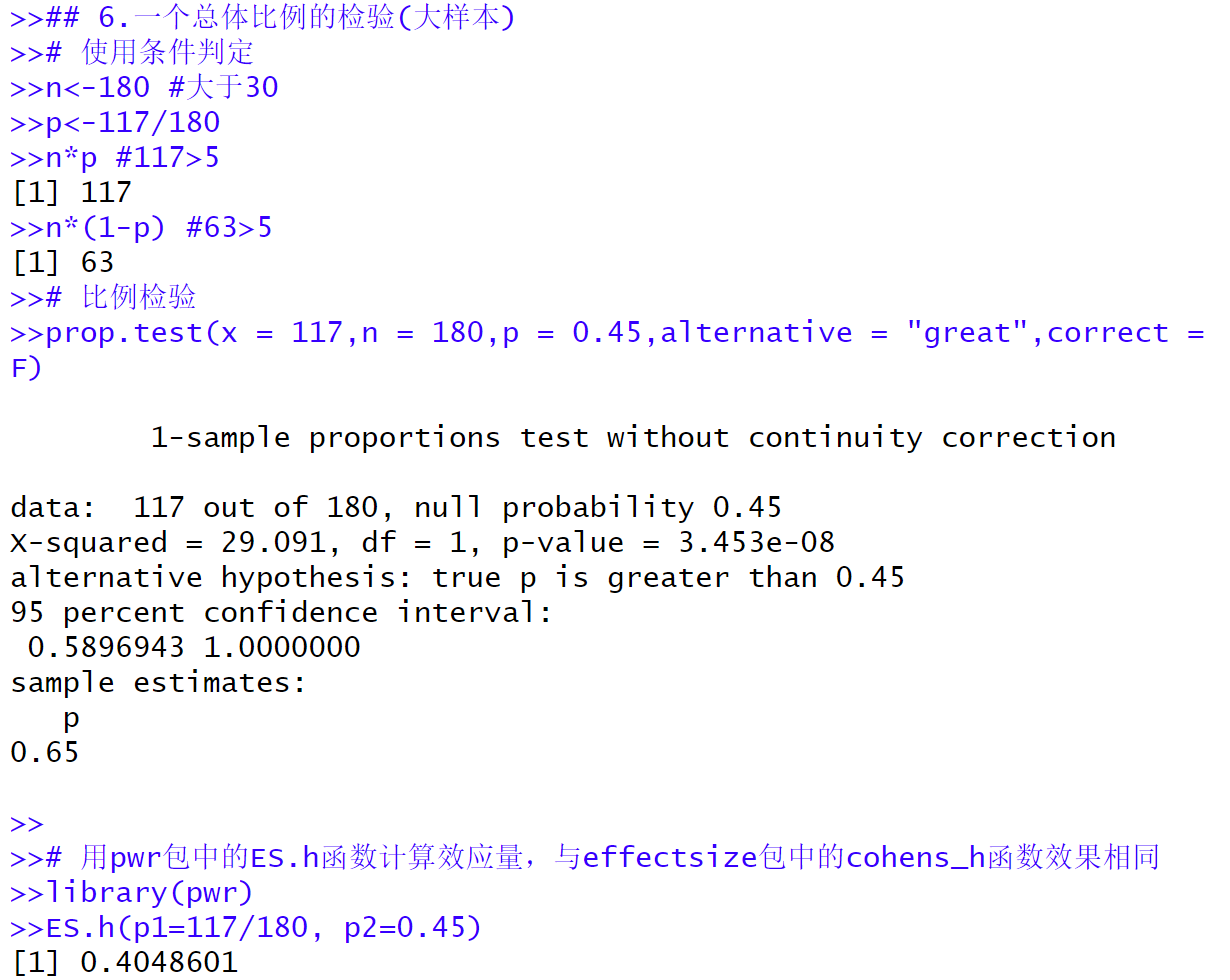 >>## 6.一个总体比例的检验(大样本)
>># 使用条件判定
>>n<-180 #大于30
>>p<-117/180
>>n*p #117>5
[1] 117
>>n*(1-p) #63>5
[1] 63
>># 比例检验
>>prop.test(x = 117,n = 180,p = 0.45,alternative = "great",correct =
F)
1-sample proportions test without continuity correction
data:  117 out of 180, null probability 0.45
X-squared = 29.091, df = 1, p-value = 3.453e-08
alternative hypothesis: true p is greater than 0.45
95 percent confidence interval:
 0.5896943 1.0000000
sample estimates:
p
0.65
>>
>># 用pwr包中的ES.h函数计算效应量，与effectsize包中的cohens_h函数效果相同
>>library(pwr)
>>ES.h(p1=117/180, p2=0.45)
[1] 0.4048601